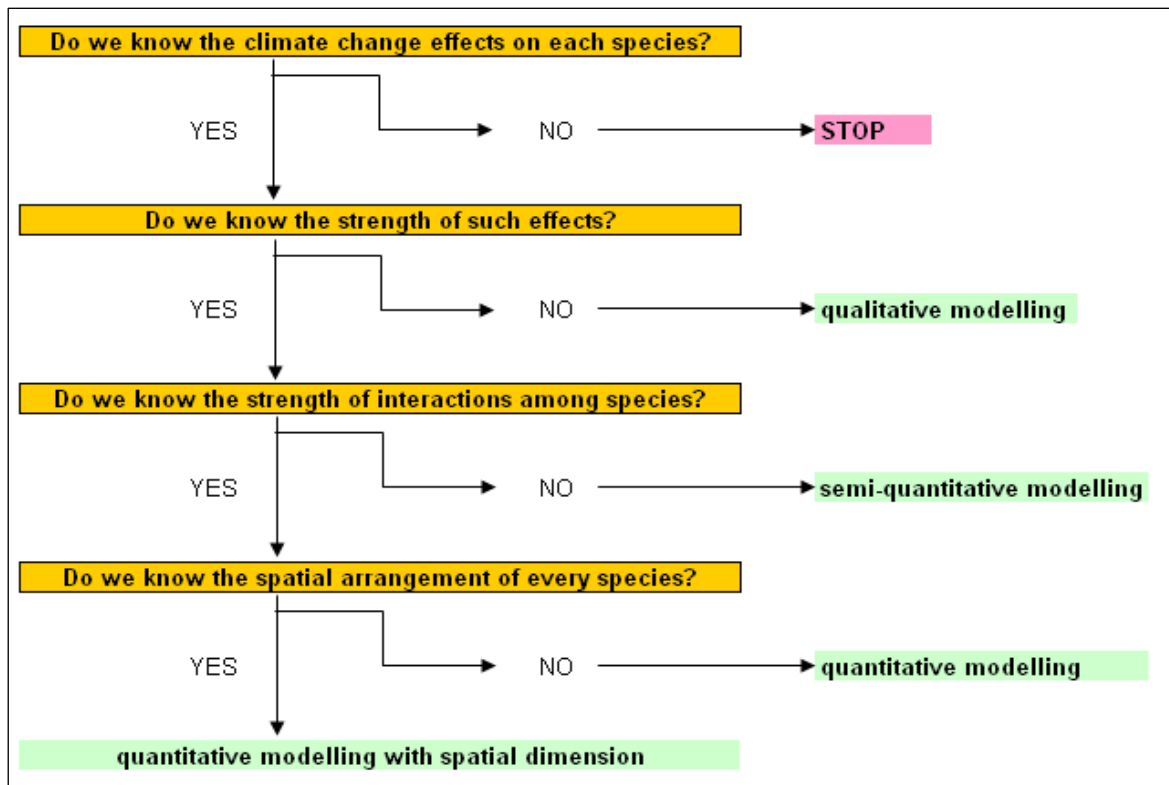 Do we know the climate change effects on each species?
YES
NO
STOP
Do we know the strength of such effects?
YES
NO
qualitative modelling
Do we know the strength of interactions among species?
YES
NO
semi-quantitative modelling
Do we know the spatial arrangement of every species?
YES
NO
quantitative modelling
quantitative modelling with spatial dimension